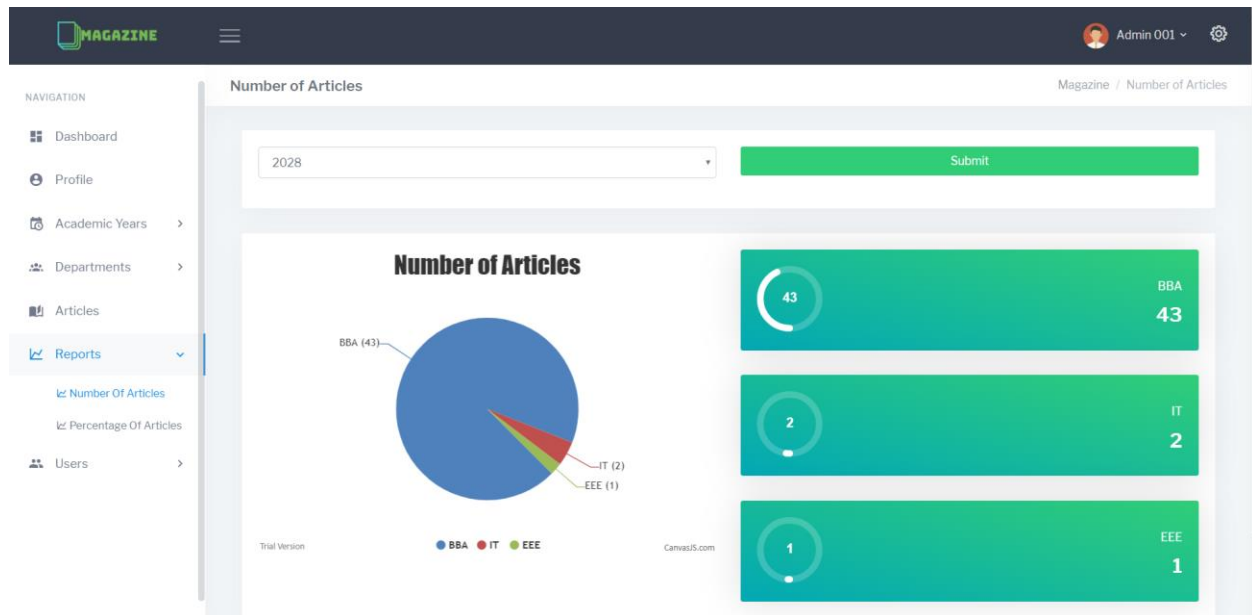 MAGAZINE
Admin 001
NAVIGATION
Dashboard
Profile
Academic Years
Departments
Articles
Reports
Number Of Articles
Percentage Of Articles
Users
Number of Articles
Magazine / Number of Articles
2028
Submit
Number of Articles
BBA (43)
IT (2)
EEE (1)
Trial Version
BBA IT EEE
CanvasJS.com
43
BBA
43
2
IT
2
1
EEE
1